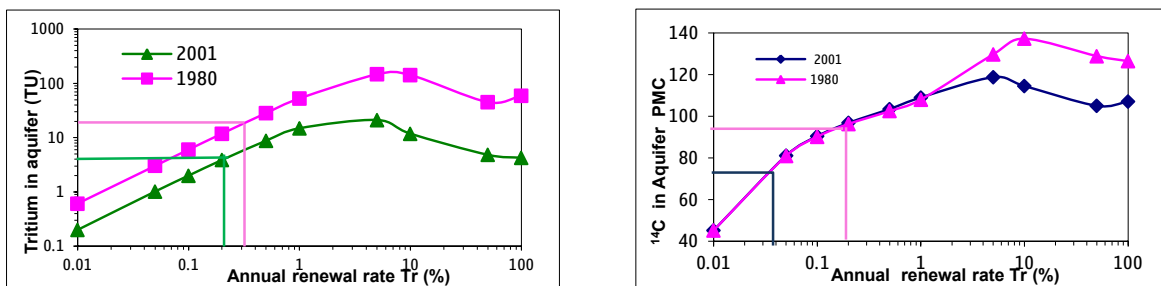 Tritium in aquifer (TU)
1000
100
10
1
0.1
2001
1980
0.01 0.1 1 10 100
Annual renewal rate Tr (%)
¹⁴C in Aquifer PMC
140
120
100
80
60
40
2001
1980
0.01 0.1 1 10 100
Annual renewal rate Tr (%)